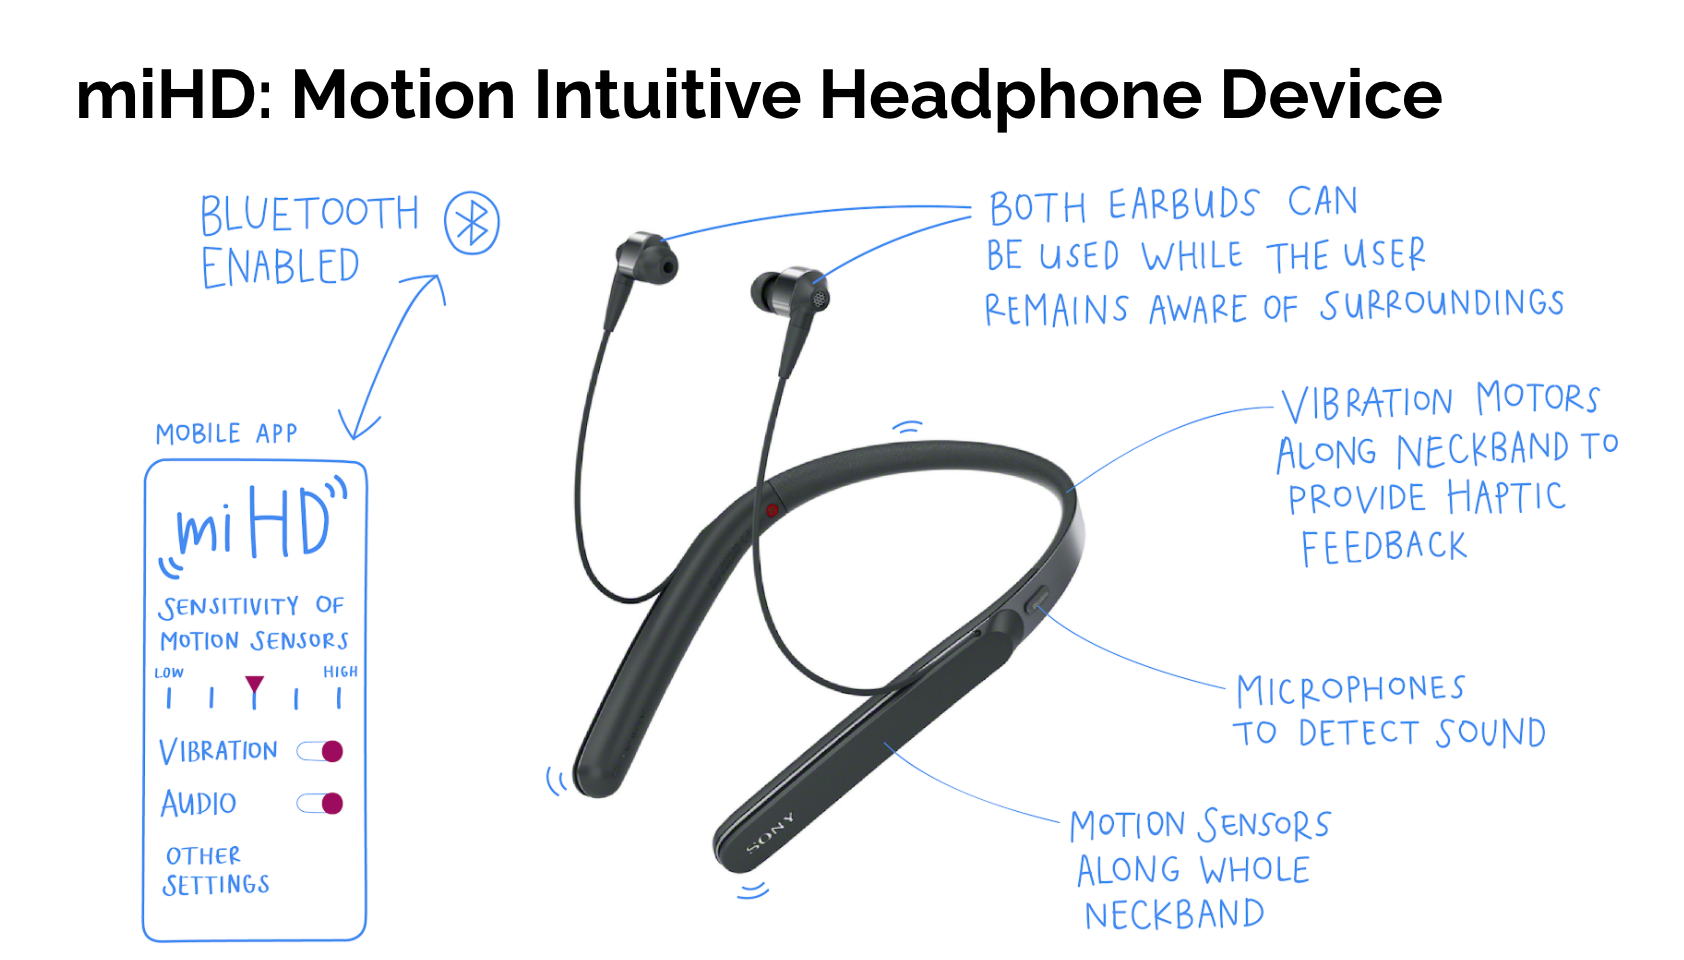 miHD: Motion Intuitive Headphone Device
BLUETOOTH
ENABLED
BOTH EARBUDS CAN
BE USED WHILE THE USER
REMAINS AWARE OF SURROUNDINGS
VIBRATION MOTORS
ALONG NECKBAND TO
PROVIDE HAPTIC
FEEDBACK
MICROPHONES
TO DETECT SOUND
MOTION SENSORS
ALONG WHOLE
NECKBAND
SONY
MOBILE APP
miHD
SENSITIVITY OF
MOTION SENSORS
LOW HIGH
VIBRATION
AUDIO
OTHER
SETTINGS